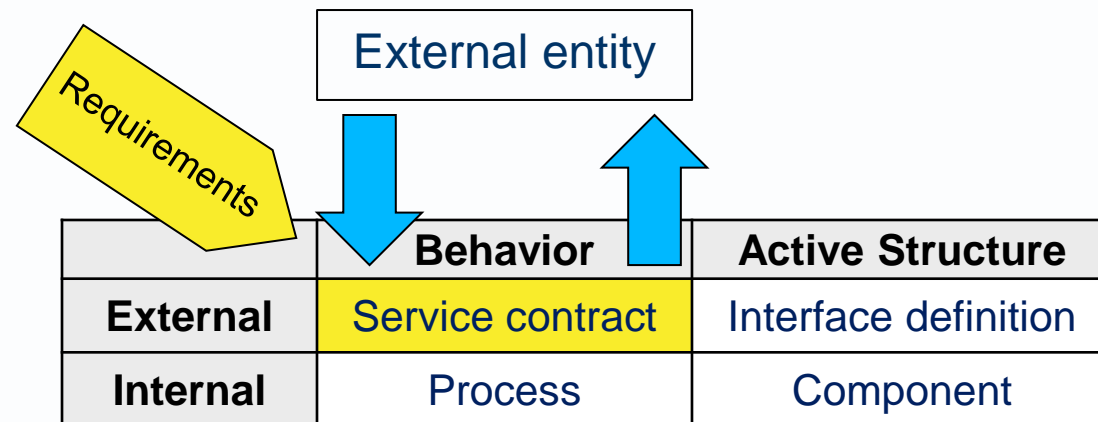 External entity
Requirements
Behavior Active Structure
External Service contract Interface definition
Internal Process Component